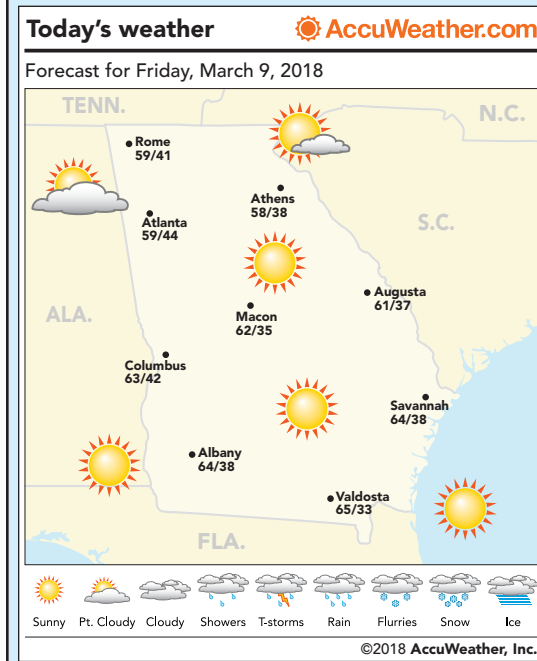 Today's weather AccuWeather.com
Forecast for Friday, March 9, 2018
TENN.
N.C.
Rome
59/41
Athens
58/38
Atlanta
59/44
S.C.
Augusta
61/37
ALA.
Macon
62/35
Columbus
63/42
Savannah
64/38
Albany
64/38
Valdosta
65/33
FLA.
Sunny Pt. Cloudy Cloudy Showers T-storms Rain Flurries Snow Ice
©2018 AccuWeather, Inc.